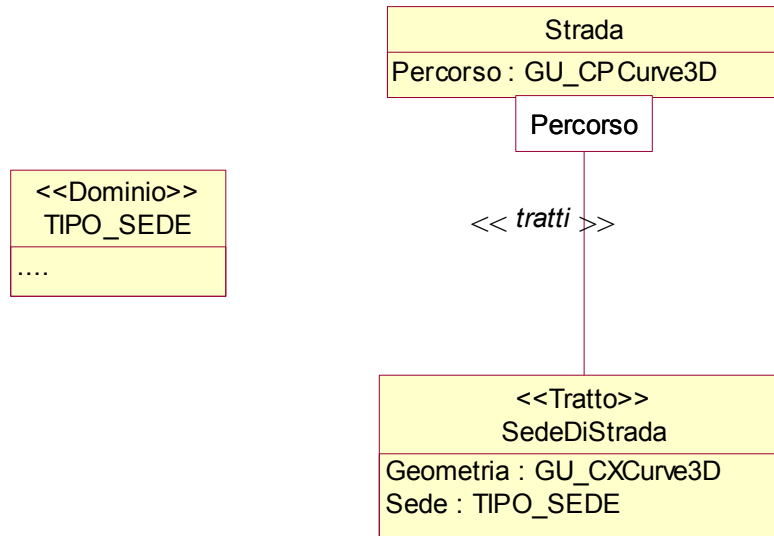 Strada
Percorso : GU_CPCurve3D
Percorso
<<Dominio>>
TIPO_SEDE
....
<< tratti >>
<<Tratto>>
SedeDiStrada
Geometria : GU_CXCurve3D
Sede : TIPO_SEDE